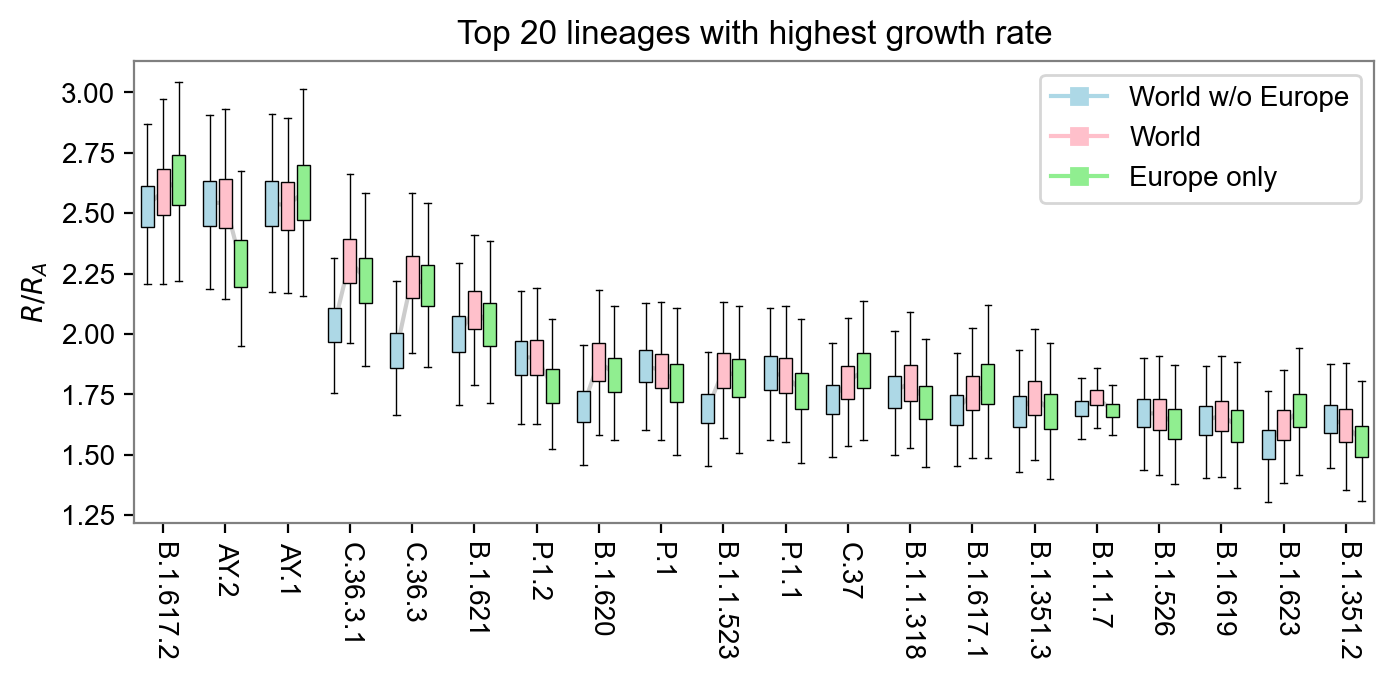 Top 20 lineages with highest growth rate
R/R_A
3.00
2.75
2.50
2.25
2.00
1.75
1.50
1.25
World w/o Europe
World
Europe only
B.1.617.2
AY.2
AY.1
C.36.3.1
C.36.3
B.1.621
P.1.2
B.1.620
P.1
B.1.1.523
P.1.1
C.37
B.1.1.318
B.1.617.1
B.1.351.3
B.1.1.7
B.1.526
B.1.619
B.1.623
B.1.351.2